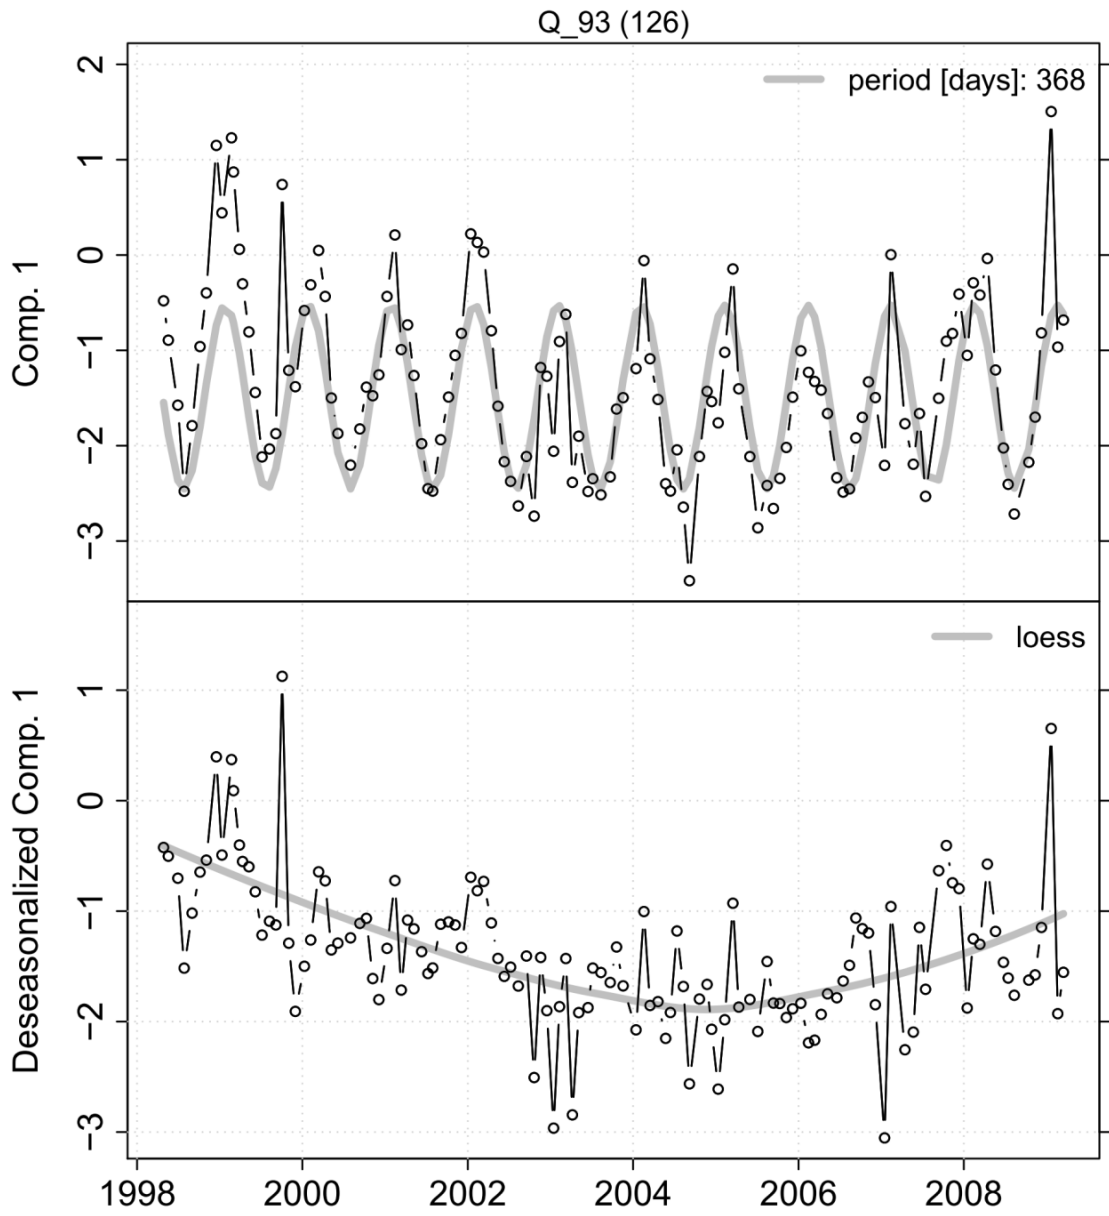 Q_93 (126)
period [days]: 368
Comp. 1
2
1
0
−1
−2
−3
loess
Deseasonalized Comp. 1
1
0
−1
−2
−3
1998 2000 2002 2004 2006 2008